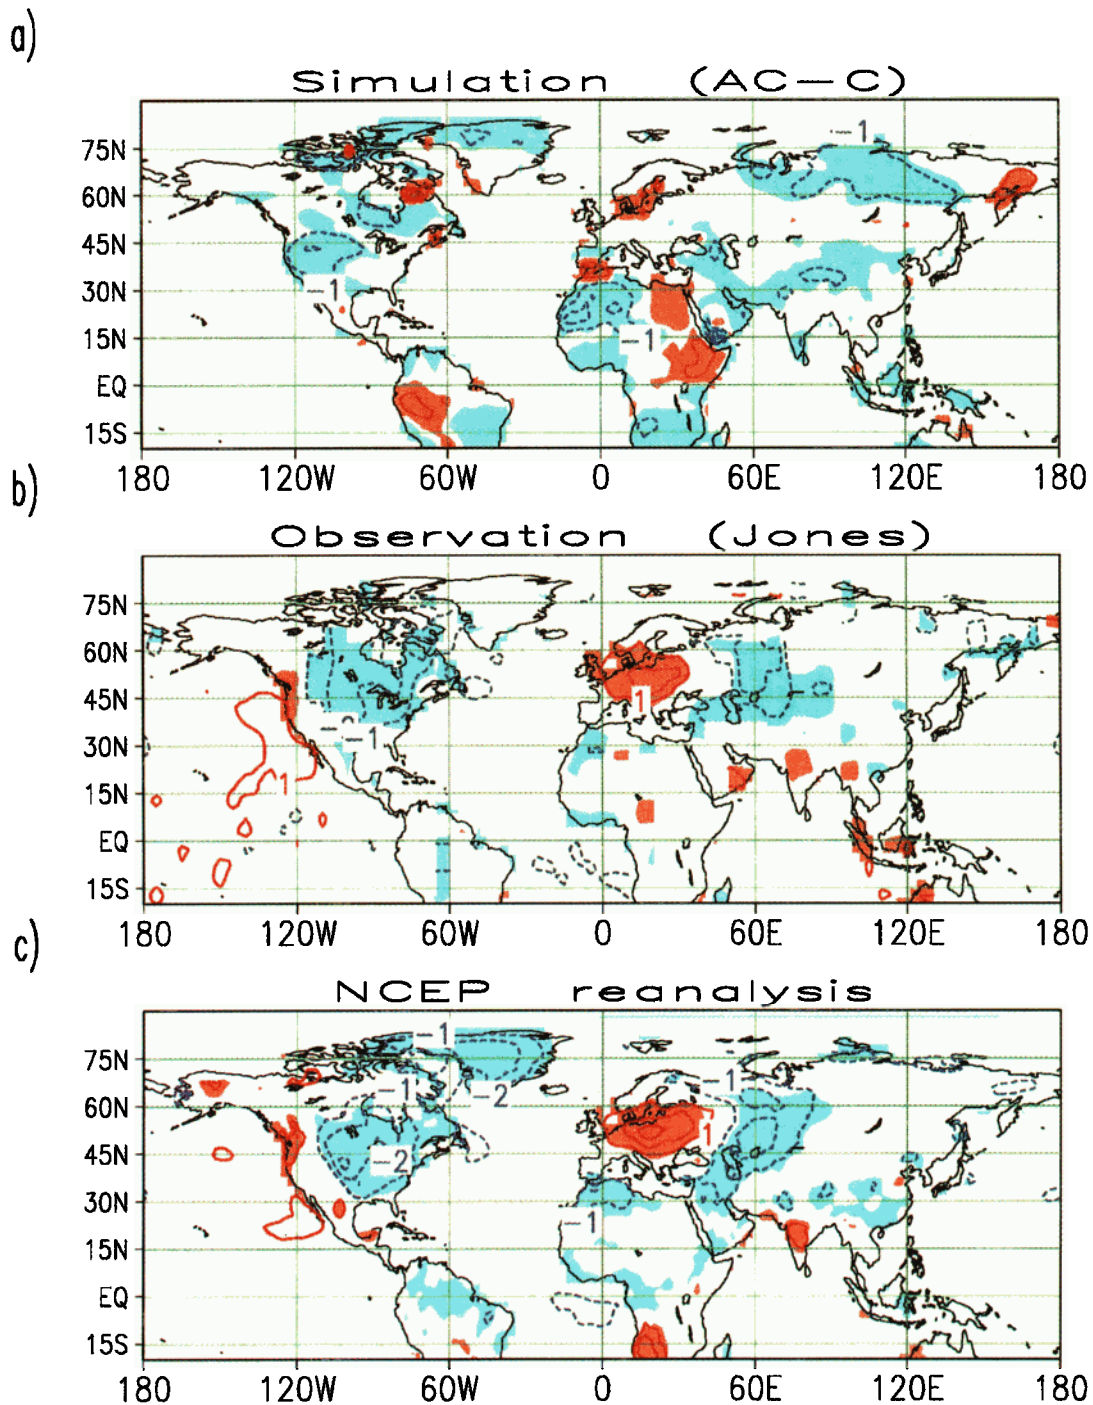 a)
Simulation (AC-C)
-1
75N
60N
45N
30N
-1
15N
-1
EQ
15S
180 120W 60W 0 60E 120E 180
b)
Observation (Jones)
75N
60N
45N
1
-1
30N
1
15N
EQ
15S
180 120W 60W 0 60E 120E 180
c)
NCEP reanalysis
-1
75N
-1 -2 -1
60N
1
45N
-2
30N
-1
15N
EQ
15S
180 120W 60W 0 60E 120E 180